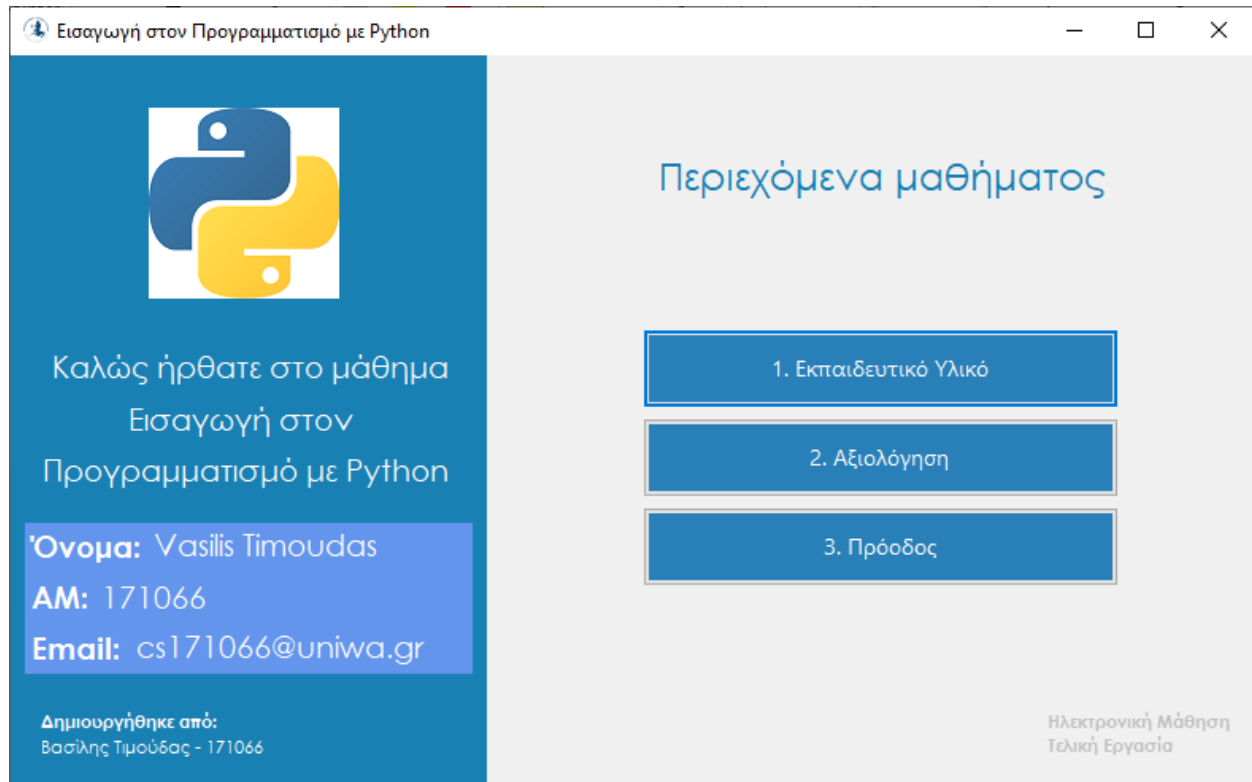 Εισαγωγή στον Προγραμματισμό με Python
Καλώς ήρθατε στο μάθημα
Εισαγωγή στον
Προγραμματισμό με Python
Όνομα: Vasilis Timoudas
ΑΜ: 171066
Email: cs171066@uniwa.gr
Δημιουργήθηκε από:
Βασίλης Τιμούδας - 171066
Περιεχόμενα μαθήματος
1. Εκπαιδευτικό Υλικό
2. Αξιολόγηση
3. Πρόοδος
Ηλεκτρονική Μάθηση
Τελική Εργασία